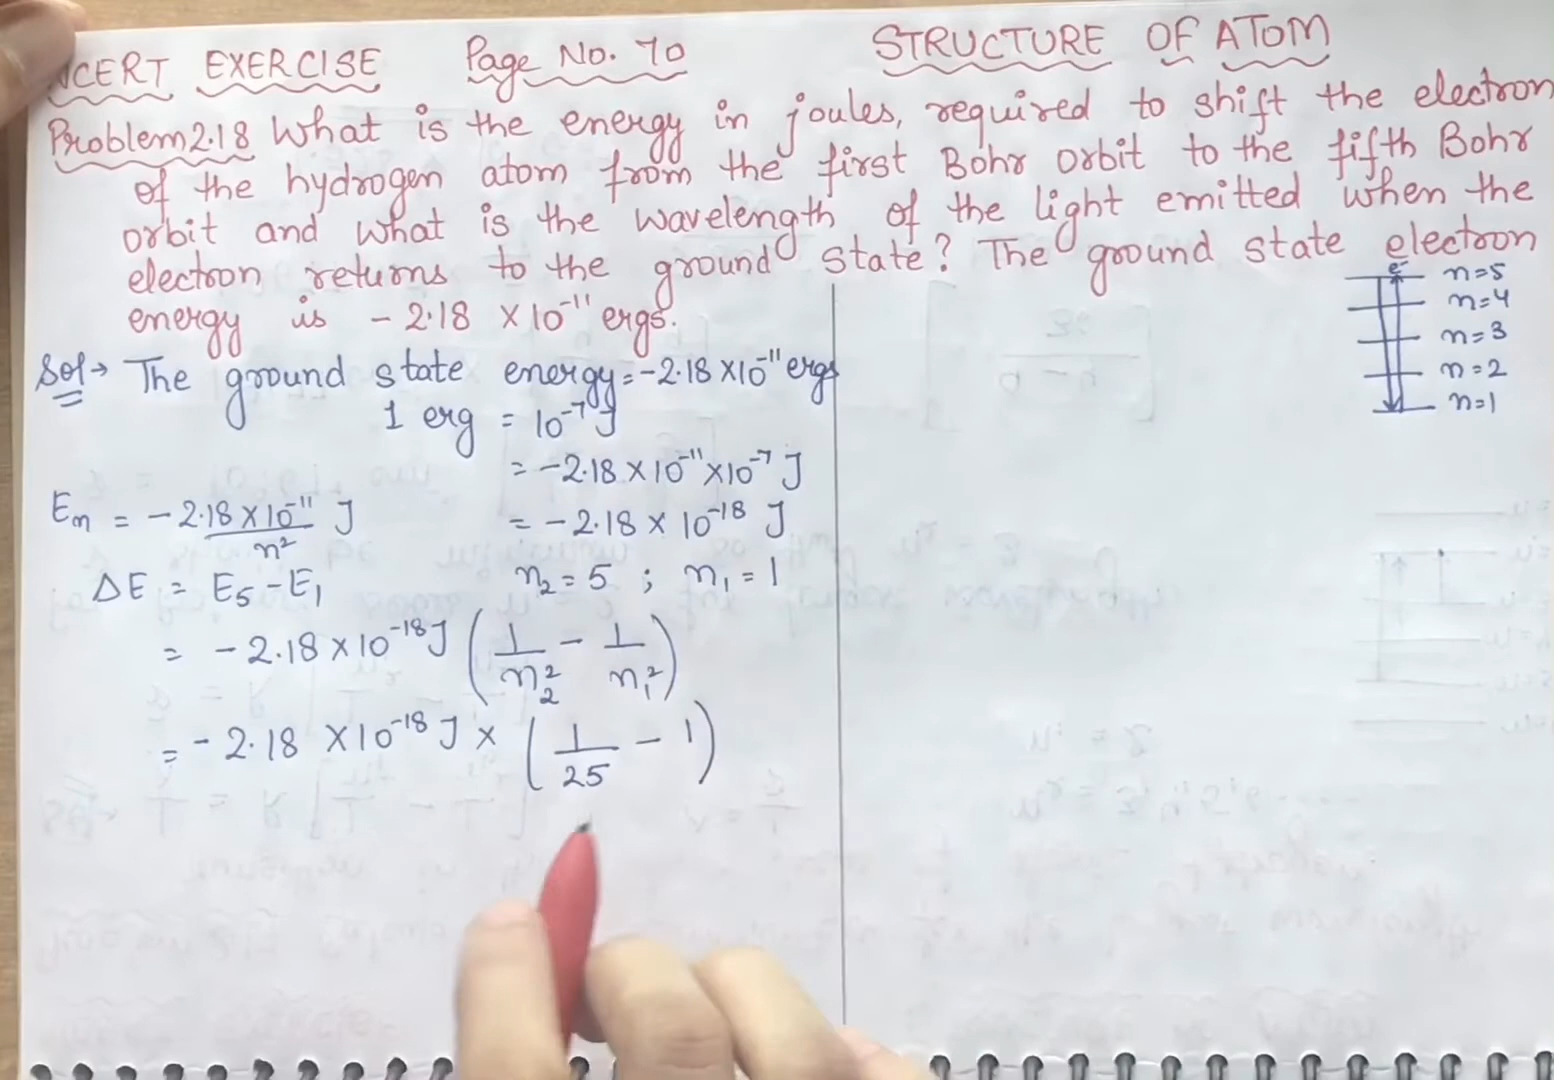 NCERT EXERCISE Page No. 70 STRUCTURE OF ATOM
Problem 2.18 What is the energy in joules, required to shift the electron
of the hydrogen atom from the first Bohr orbit to the fifth Bohr
orbit and what is the wavelength of the light emitted when the
electron returns to the ground state? The ground state electron
energy is -2.18 × 10⁻¹¹ ergs.
e⁻ n=5
n=4
n=3
n=2
n=1
Sol→ The ground state energy = -2.18 × 10⁻¹¹ ergs
1 erg = 10⁻⁷ J
= -2.18 × 10⁻¹¹ × 10⁻⁷ J
= -2.18 × 10⁻¹⁸ J
Eₙ = -2.18 × 10⁻¹¹ / n² J
ΔE = E₅ - E₁ n₂ = 5 ; n₁ = 1
= -2.18 × 10⁻¹⁸ J (1/n₂² - 1/n₁²)
= -2.18 × 10⁻¹⁸ J × (1/25 - 1)